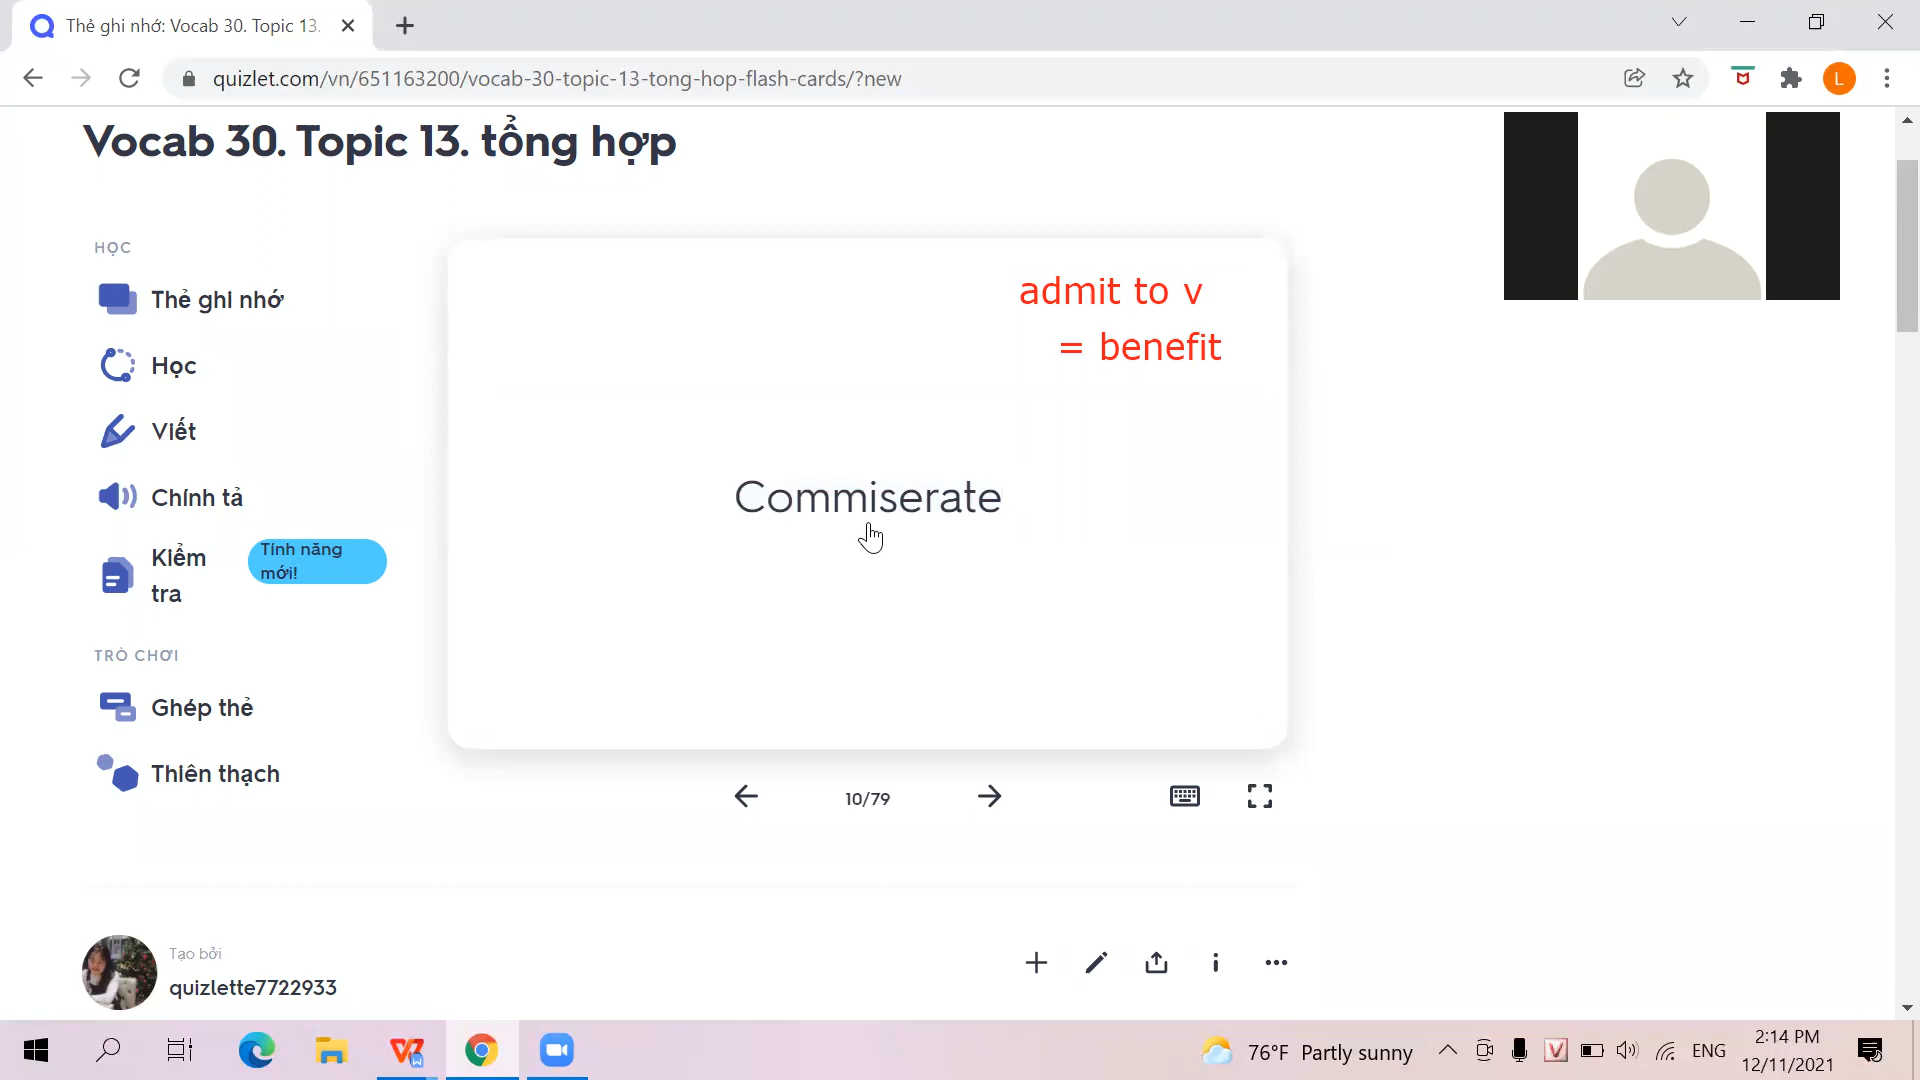 Thẻ ghi nhớ: Vocab 30. Topic 13.
quizlet.com/vn/651163200/vocab-30-topic-13-tong-hop-flash-cards/?new
L
Vocab 30. Topic 13. tổng hợp
HỌC
Thẻ ghi nhớ
Học
Viết
Chính tả
Kiểm tra
Tính năng mới!
TRÒ CHƠI
Ghép thẻ
Thiên thạch
admit to v
= benefit
Commiserate
10/79
Tạo bởi
quizlette7722933
76°F Partly sunny
ENG
2:14 PM
12/11/2021